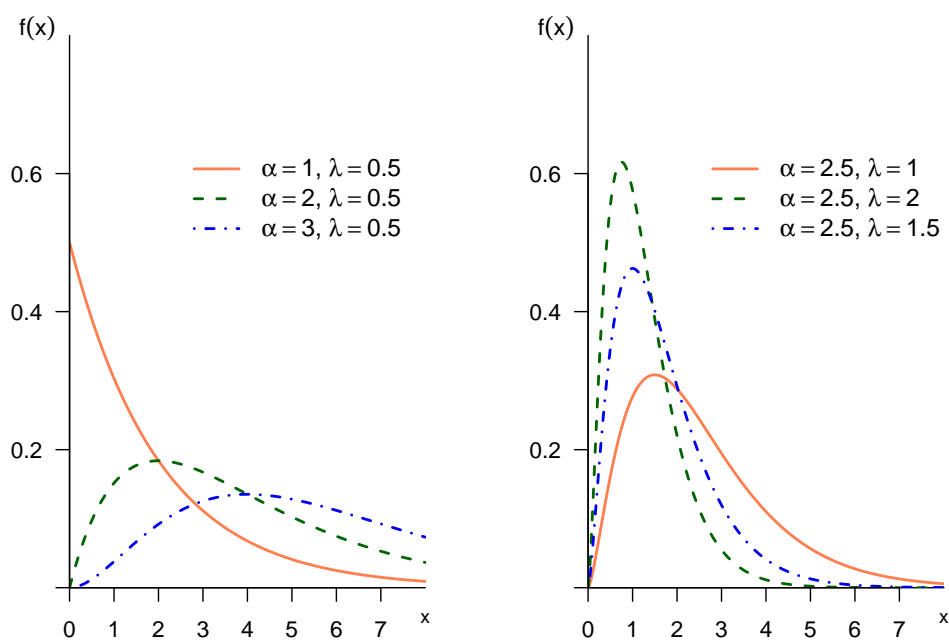 f(x)
0.6
0.4
0.2
α = 1, λ = 0.5
α = 2, λ = 0.5
α = 3, λ = 0.5
0 1 2 3 4 5 6 7 x
f(x)
0.6
0.4
0.2
α = 2.5, λ = 1
α = 2.5, λ = 2
α = 2.5, λ = 1.5
0 1 2 3 4 5 6 7 x